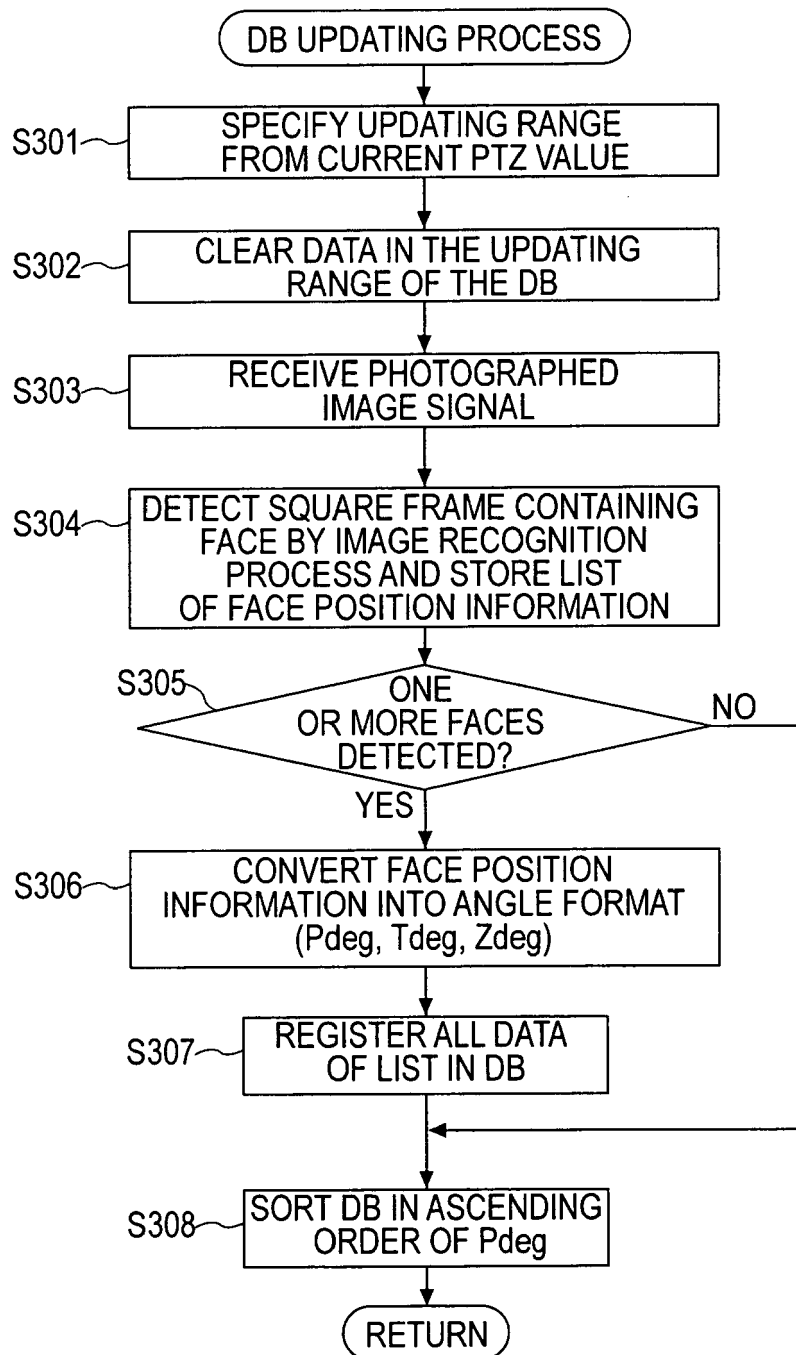 DB UPDATING PROCESS
S301
SPECIFY UPDATING RANGE
FROM CURRENT PTZ VALUE
S302
CLEAR DATA IN THE UPDATING
RANGE OF THE DB
S303
RECEIVE PHOTOGRAPHED
IMAGE SIGNAL
S304
DETECT SQUARE FRAME CONTAINING
FACE BY IMAGE RECOGNITION
PROCESS AND STORE LIST
OF FACE POSITION INFORMATION
S305
ONE
OR MORE FACES
DETECTED?
NO
YES
S306
CONVERT FACE POSITION
INFORMATION INTO ANGLE FORMAT
(Pdeg, Tdeg, Zdeg)
S307
REGISTER ALL DATA
OF LIST IN DB
S308
SORT DB IN ASCENDING
ORDER OF Pdeg
RETURN